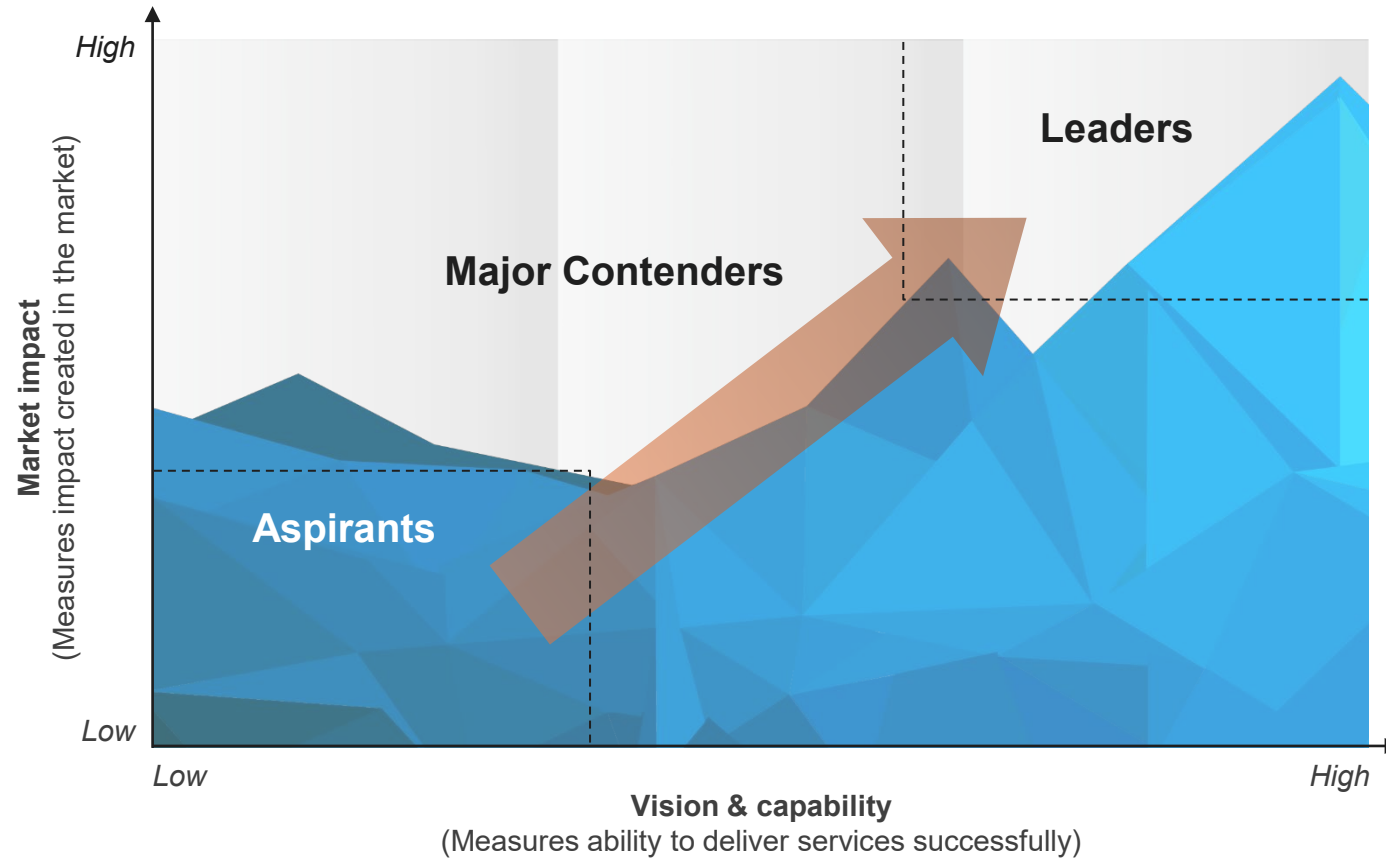 High
Leaders
Major Contenders
Market impact
(Measures impact created in the market)
Aspirants
Low
Low
High
Vision & capability
(Measures ability to deliver services successfully)